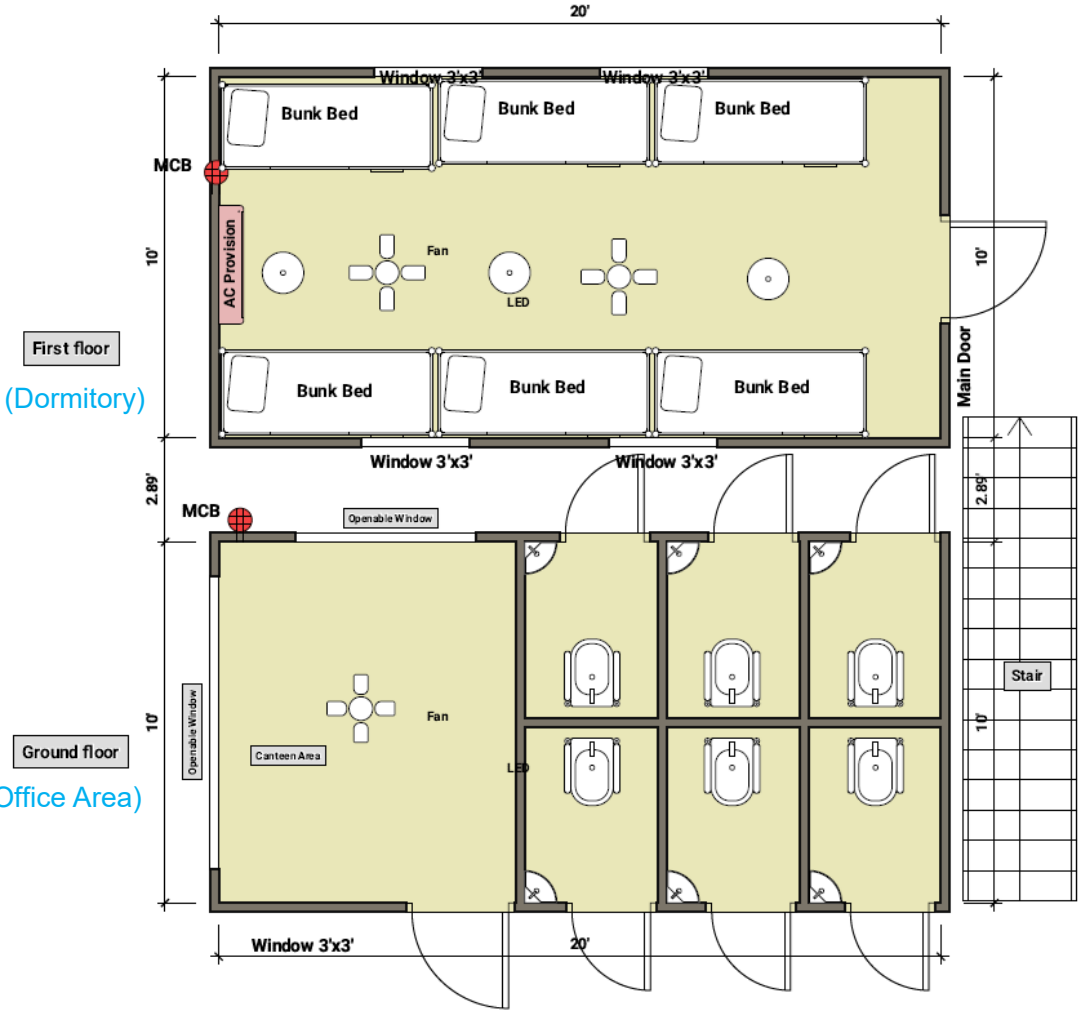 20'
Window 3'x3' Window 3'x3'
Bunk Bed Bunk Bed Bunk Bed
MCB
10'
AC Provision
Fan
LED
10'
First floor
(Dormitory)
Bunk Bed Bunk Bed Bunk Bed
Main Door
Window 3'x3' Window 3'x3'
2.89'
2.89'
MCB
Openable Window
Openable Window
10'
Fan
Canteen Area
LED
Stair
10'
Ground floor
Office Area)
Window 3'x3'
20'